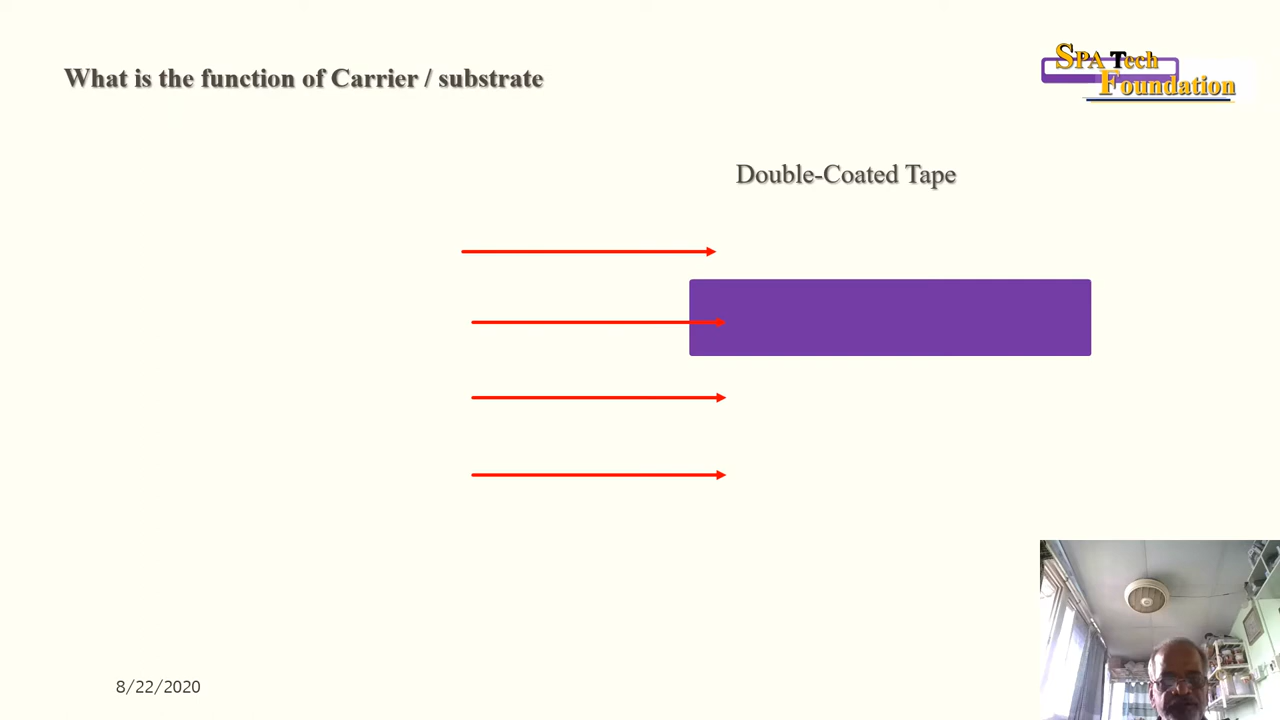 What is the function of Carrier / substrate
SPA Tech
Foundation
Double-Coated Tape
8/22/2020